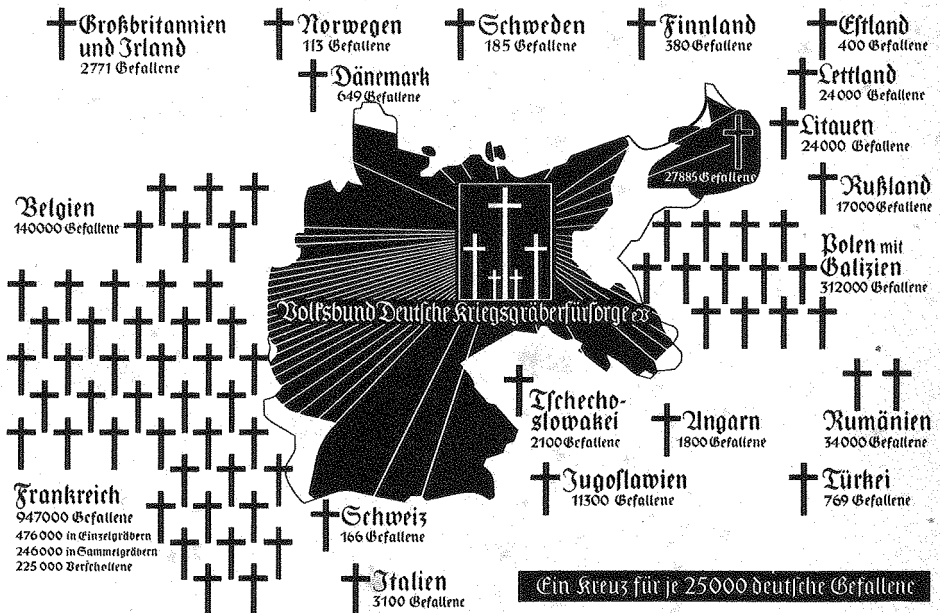 Großbritannien
und Irland
2771 Gefallene
Norwegen
113 Gefallene
Schweden
185 Gefallene
Finnland
380 Gefallene
Estland
400 Gefallene
Dänemark
649 Gefallene
Lettland
24000 Gefallene
Litauen
24000 Gefallene
27885 Gefallene
Rußland
17000 Gefallene
Belgien
140000 Gefallene
Polen mit
Galizien
312000 Gefallene
Volksbund Deutsche Kriegsgräberfürsorge e.V.
Tschecho-
slowakei
2100 Gefallene
Ungarn
1800 Gefallene
Rumänien
34000 Gefallene
Frankreich
947000 Gefallene
476000 in Einzelgräbern
246000 in Sammelgräbern
225000 Verschollene
Jugoslawien
11300 Gefallene
Türkei
769 Gefallene
Schweiz
166 Gefallene
Italien
3100 Gefallene
Ein Kreuz für je 25000 deutsche Gefallene